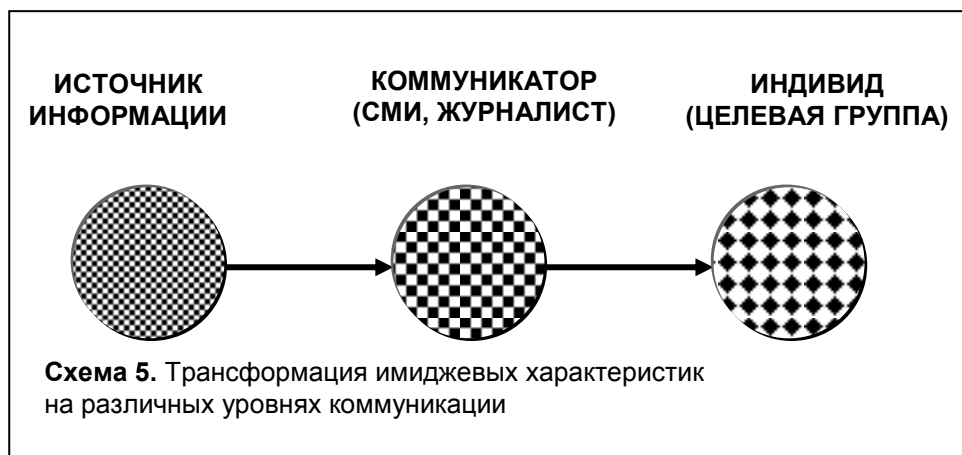 ИСТОЧНИК
ИНФОРМАЦИИ
КОММУНИКАТОР
(СМИ, ЖУРНАЛИСТ)
ИНДИВИД
(ЦЕЛЕВАЯ ГРУППА)
Схема 5. Трансформация имиджевых характеристик
на различных уровнях коммуникации